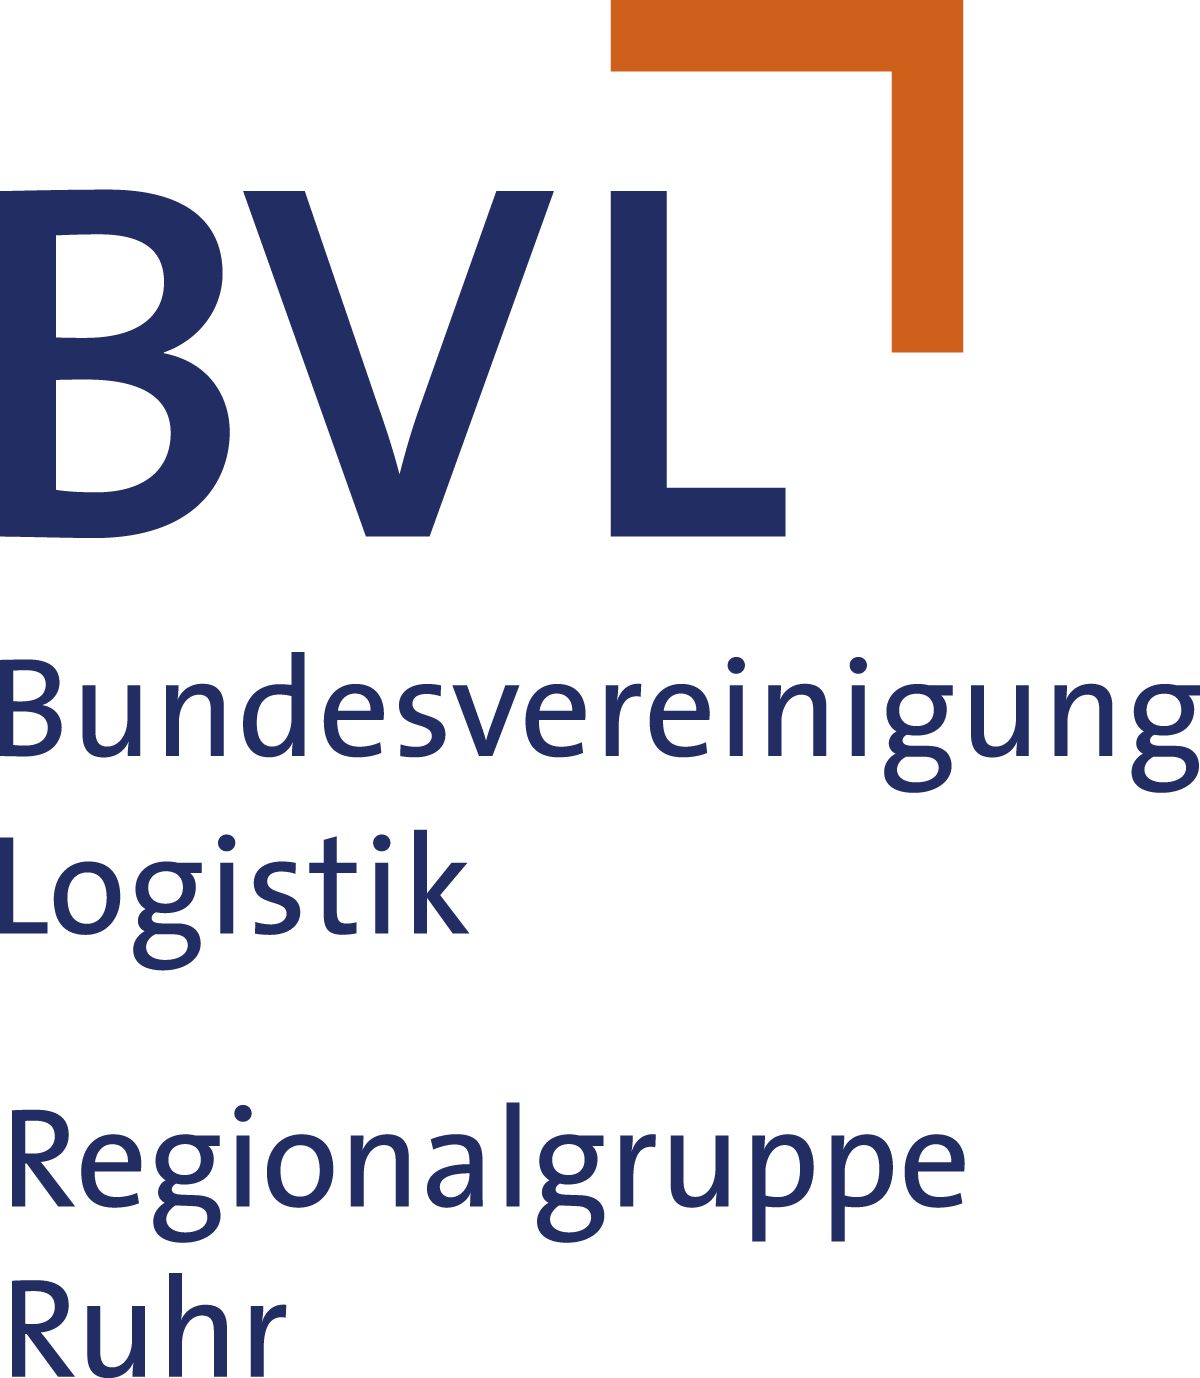 BVL
Bundesvereinigung
Logistik
Regionalgruppe
Ruhr